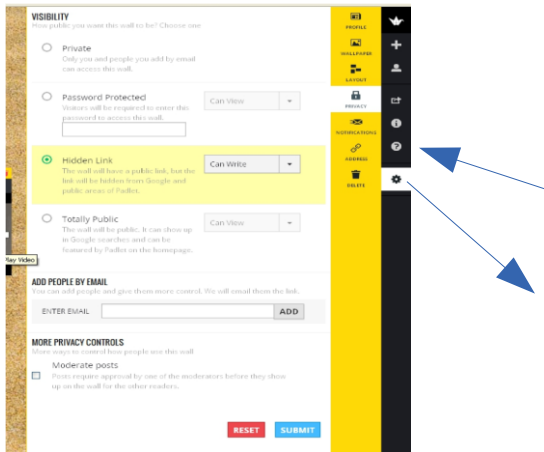 VISIBILITY
How public you want this wall to be? Choose one
Private
Only you and people you add by email
can access this wall.
Password Protected
Visitors will be required to enter this
password to access this wall.
Can View
Hidden Link
The wall will have a public link, but the
link will be hidden from Google and
public areas of Padlet.
Can Write
Totally Public
The wall will be public. It can show up
in Google searches and can be
featured by Padlet on the homepage.
Can View
Play Video
ADD PEOPLE BY EMAIL
You can add people and give them more control. We will email them the link.
ENTER EMAIL
ADD
MORE PRIVACY CONTROLS
More ways to control how people use this wall
Moderate posts
Posts require approval by one of the moderators before they show
up on the wall for the other readers.
RESET
SUBMIT
PROFILE
WALLPAPER
LAYOUT
PRIVACY
NOTIFICATIONS
ADDRESS
DELETE